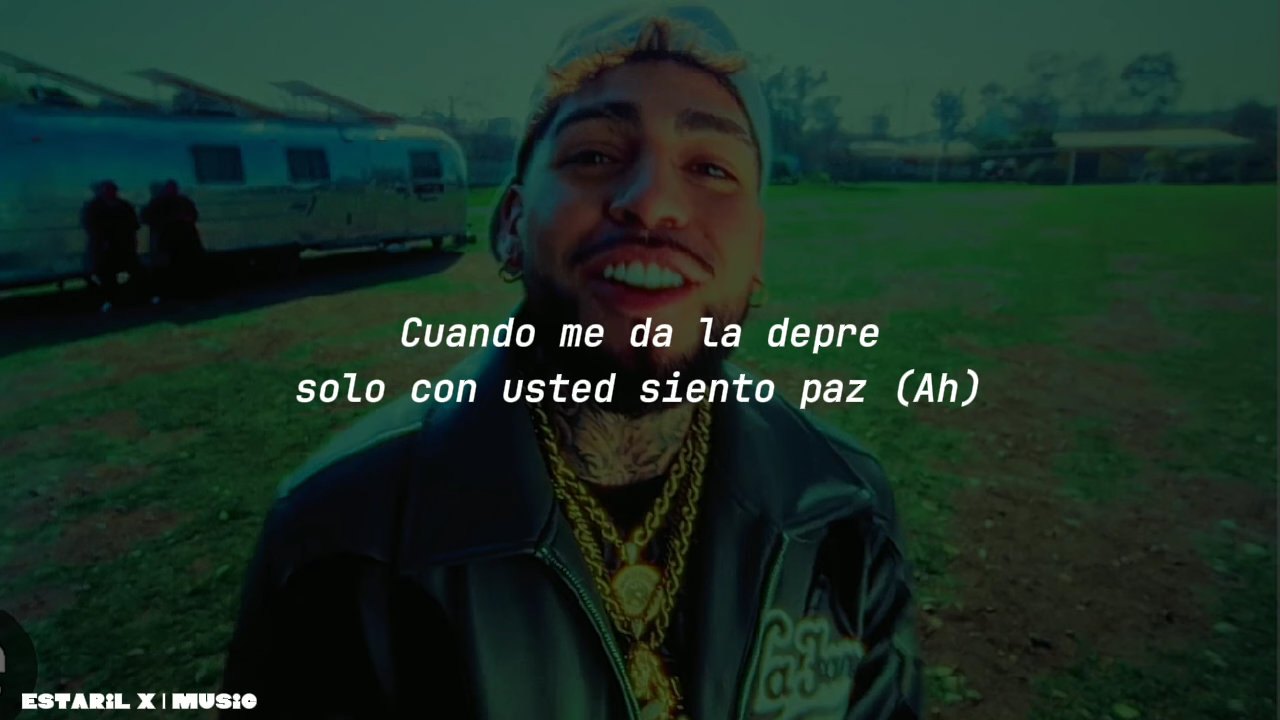 Cuando me da la depre
solo con usted siento paz (Ah)
ESTARIL X | MUSIC